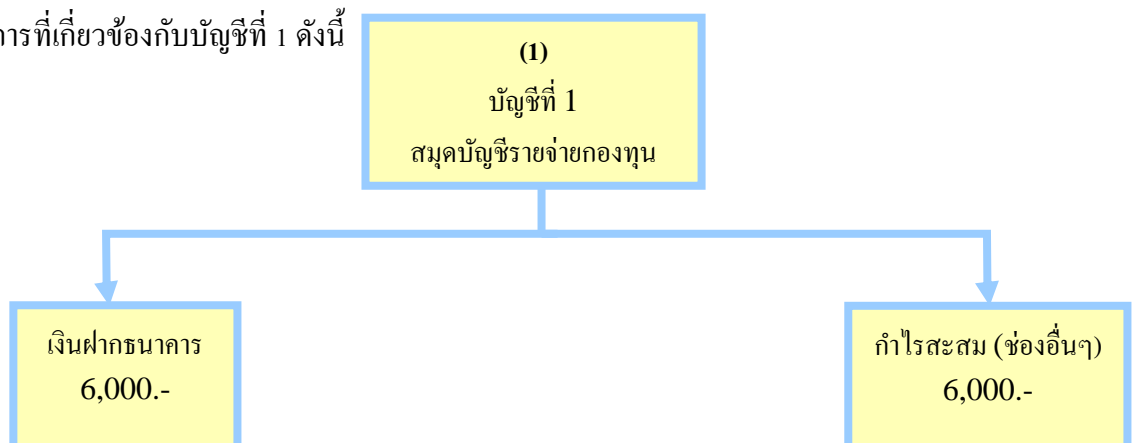 ารที่เกี่ยวข้องกับบัญชีที่ 1 ดังนี้
(1)
บัญชีที่ 1
สมุดบัญชีรายจ่ายกองทุน
เงินฝากธนาคาร
6,000.-
กำไรสะสม (ช่องอื่นๆ)
6,000.-